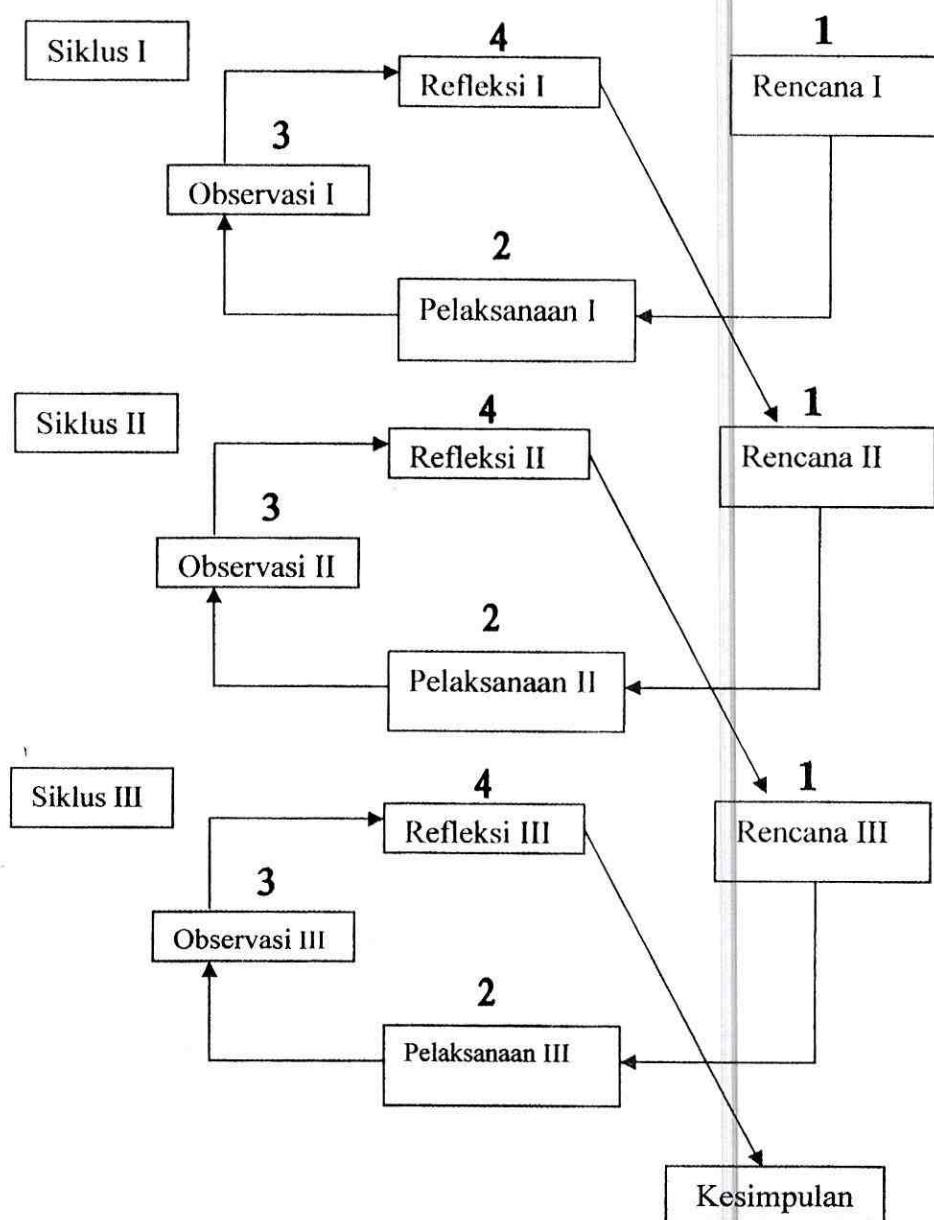 Siklus I
4
Refleksi I
1
Rencana I
3
Observasi I
2
Pelaksanaan I
Siklus II
4
Refleksi II
1
Rencana II
3
Observasi II
2
Pelaksanaan II
Siklus III
4
Refleksi III
1
Rencana III
3
Observasi III
2
Pelaksanaan III
Kesimpulan